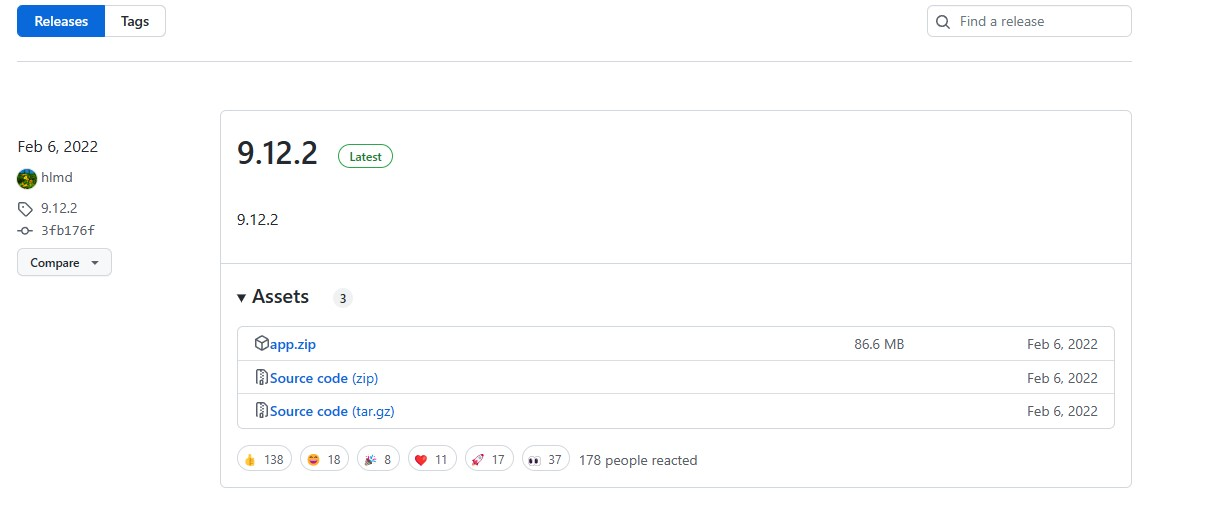 Releases Tags
Find a release
Feb 6, 2022
hlmd
9.12.2
3fb176f
Compare
9.12.2 Latest
9.12.2
Assets 3
app.zip 86.6 MB Feb 6, 2022
Source code (zip) Feb 6, 2022
Source code (tar.gz) Feb 6, 2022
👍 138 😄 18 🎉 8 ❤️ 11 🚀 17 👀 37 178 people reacted